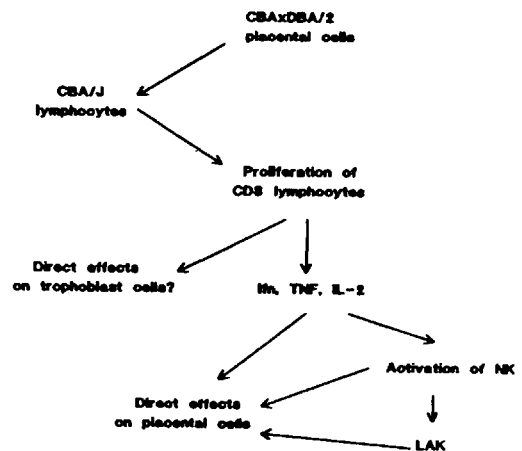 CBAxDBA/2
placental cells
CBA/J
lymphocytes
Proliferation of
CD8 lymphocytes
Direct effects
on trophoblast cells?
Ifn, TNF, IL-2
Activation of NK
Direct effects
on placental cells
LAK